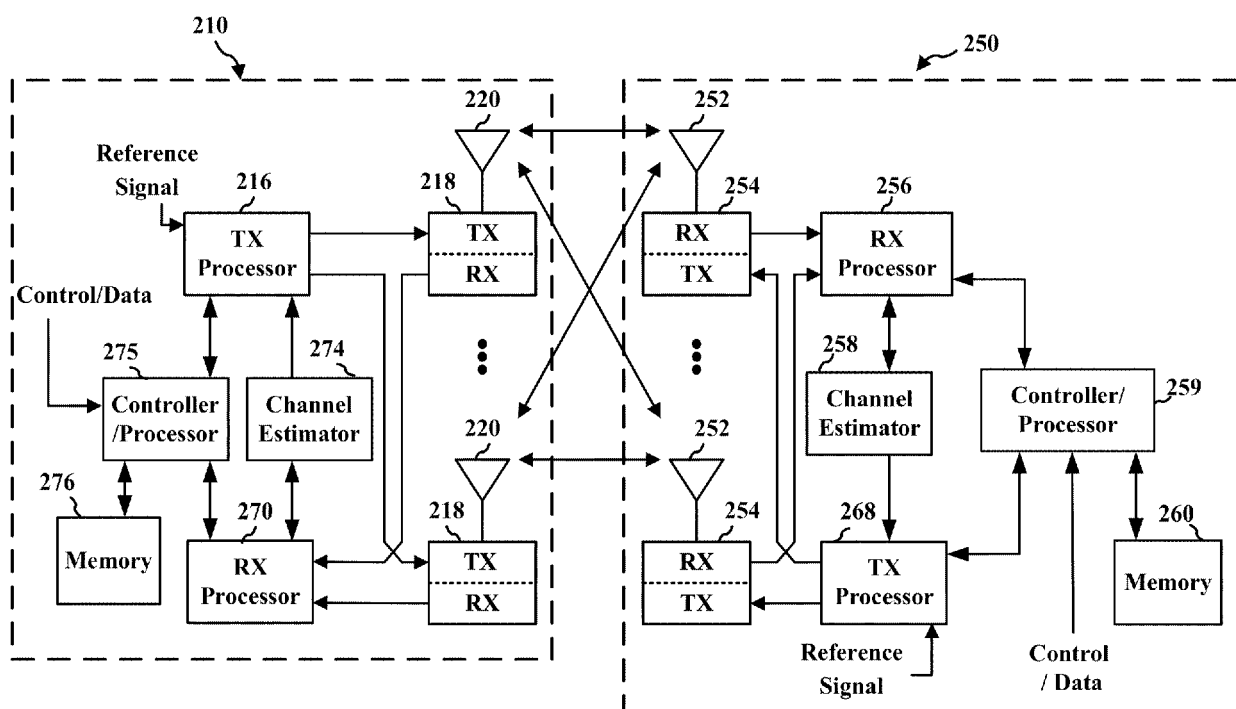 210
250
220
252
Reference
Signal
216
218
254
256
TX
Processor
TX
RX
RX
TX
RX
Processor
Control/Data
275
274
258
Controller
/Processor
Channel
Estimator
Channel
Estimator
Controller/
Processor
259
220
252
276
270
218
254
268
260
Memory
RX
Processor
TX
RX
RX
TX
TX
Processor
Memory
Reference
Signal
Control
/ Data